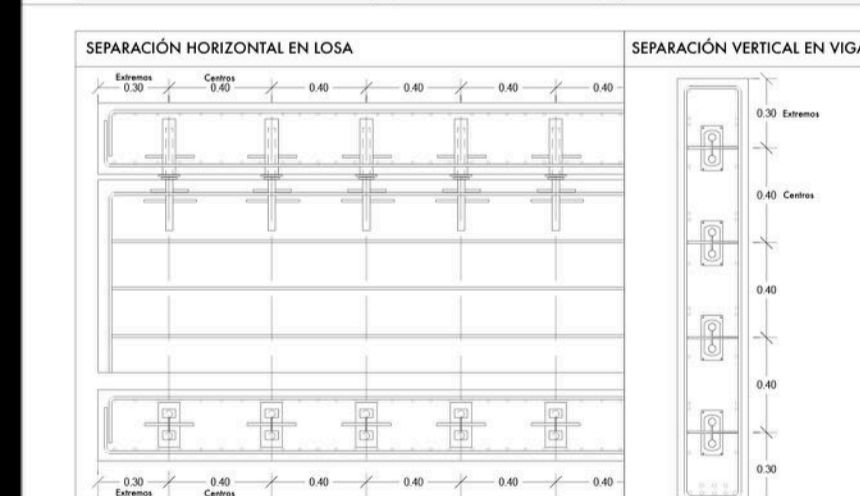 SEPARACIÓN HORIZONTAL EN LOSA
Extremos Centros
0.30 0.40 0.40 0.40 0.40 0.40
0.30 Extremos Centros
0.40 0.40 0.40 0.40 0.40
SEPARACIÓN VERTICAL EN VIGA
0.30 Extremos
0.40 Centros
0.40
0.40
0.30